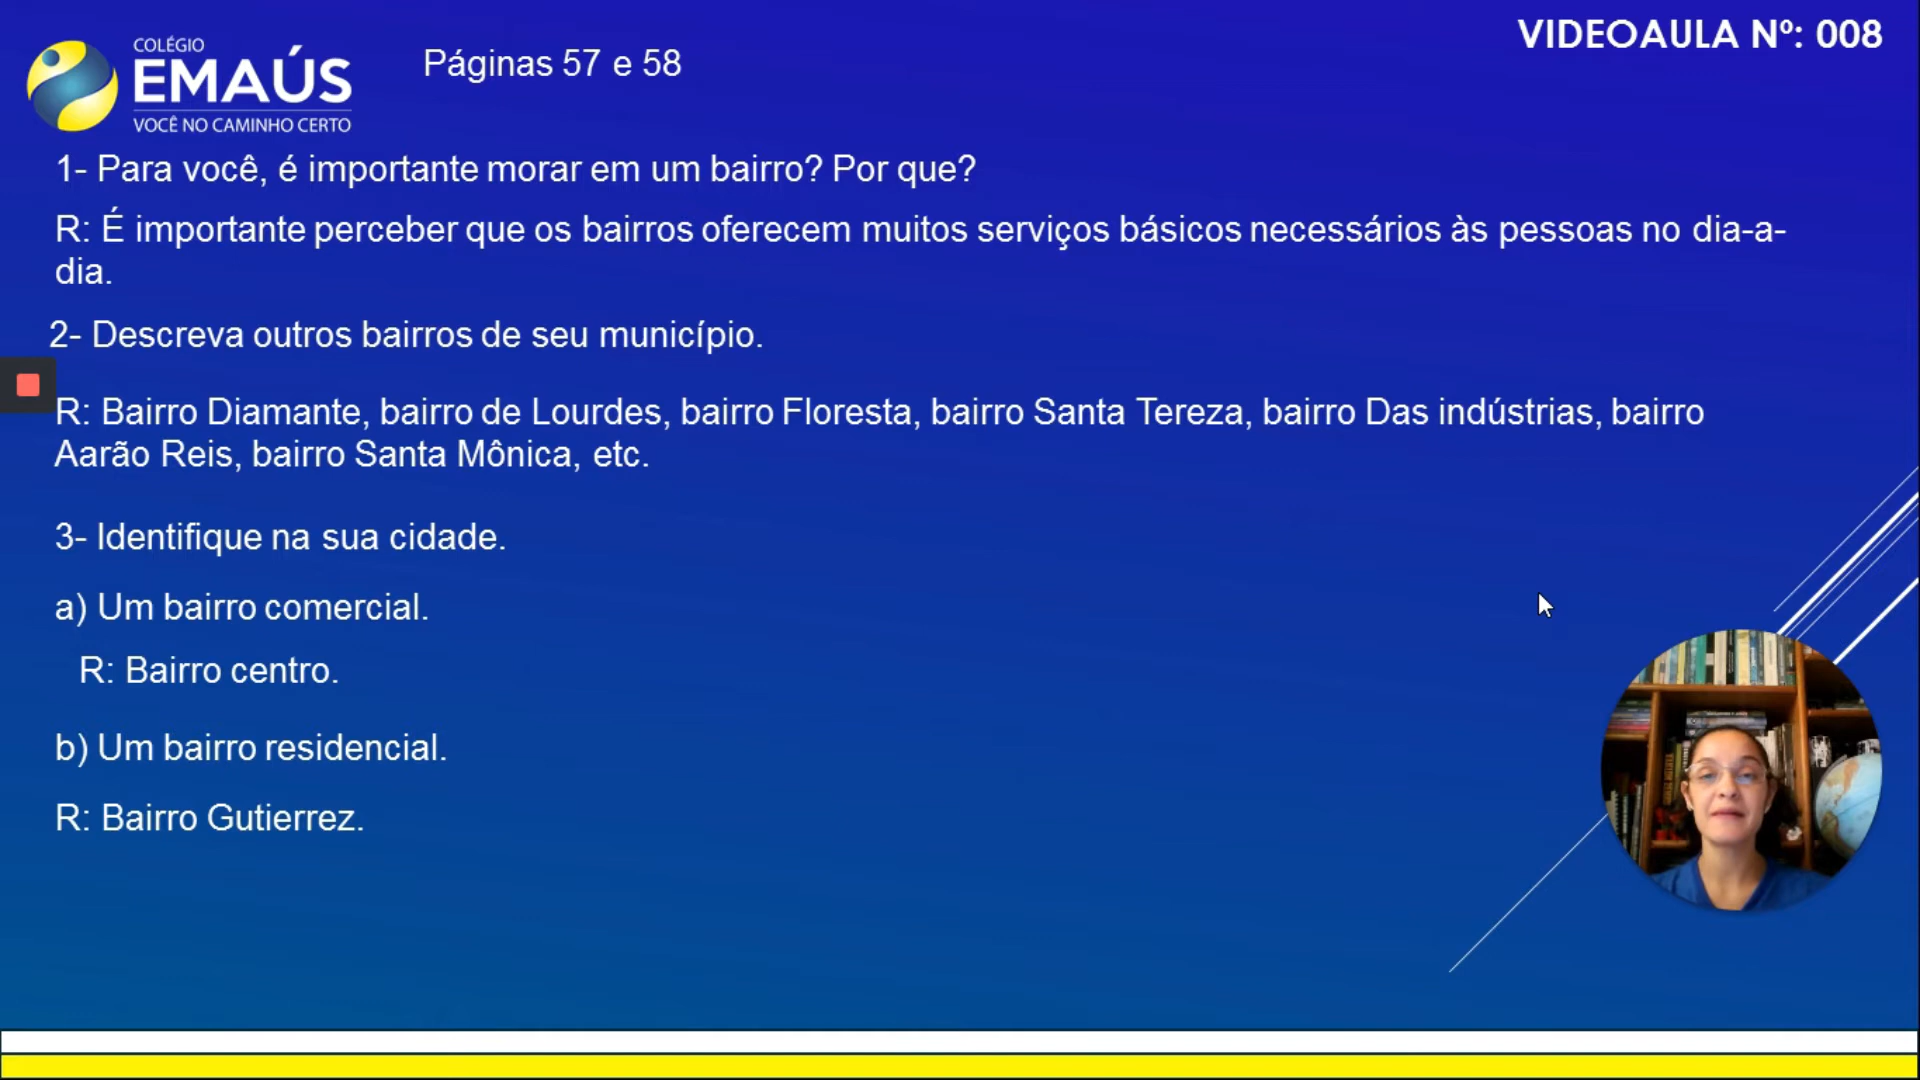 VIDEOAULA Nº: 008
COLÉGIO
EMAÚS
VOCÊ NO CAMINHO CERTO
Páginas 57 e 58
1- Para você, é importante morar em um bairro? Por que?
R: É importante perceber que os bairros oferecem muitos serviços básicos necessários às pessoas no dia-a-
dia.
2- Descreva outros bairros de seu município.
R: Bairro Diamante, bairro de Lourdes, bairro Floresta, bairro Santa Tereza, bairro Das indústrias, bairro
Aarão Reis, bairro Santa Mônica, etc.
3- Identifique na sua cidade.
a) Um bairro comercial.
R: Bairro centro.
b) Um bairro residencial.
R: Bairro Gutierrez.